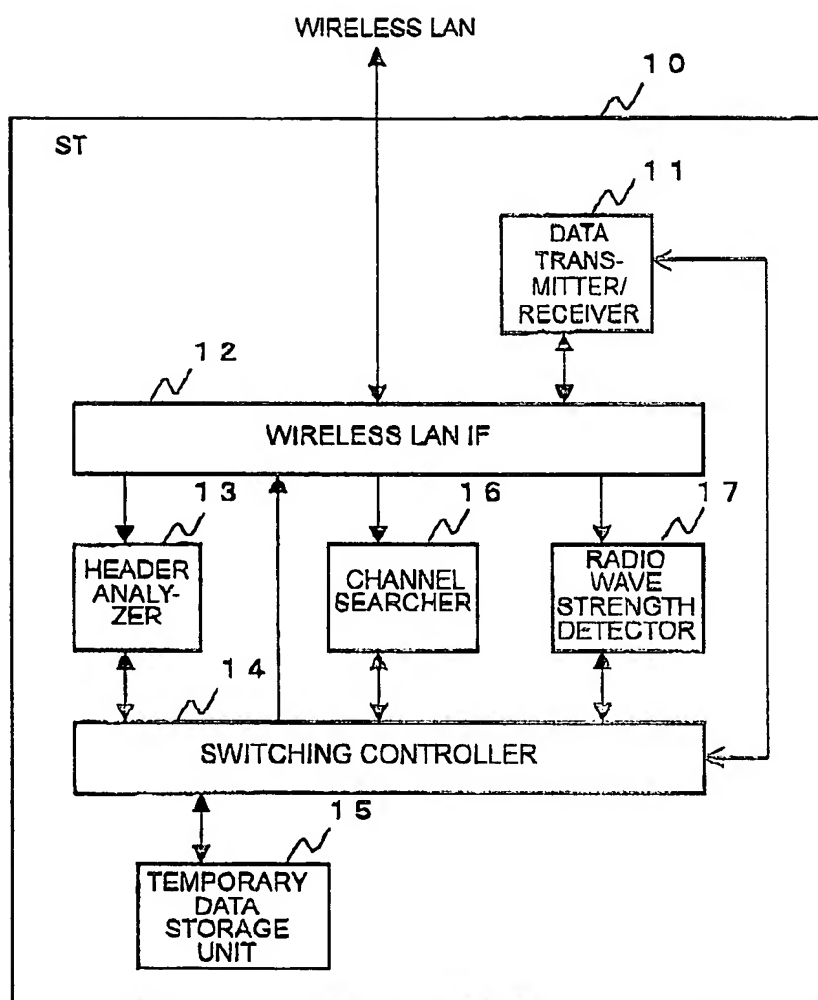 WIRELESS LAN
10
ST
11
DATA
TRANS-
MITTER/
RECEIVER
12
WIRELESS LAN IF
13
16
17
HEADER
ANALY-
ZER
CHANNEL
SEARCHER
RADIO
WAVE
STRENGTH
DETECTOR
14
SWITCHING CONTROLLER
15
TEMPORARY
DATA
STORAGE
UNIT